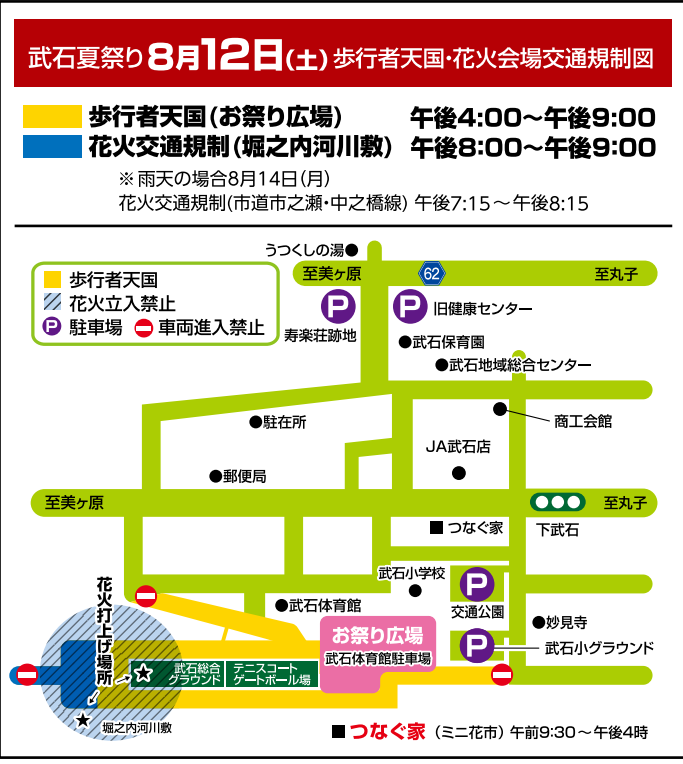 武石夏祭り8月12日(土)歩行者天国・花火会場交通規制図
歩行者天国(お祭り広場) 午後4:00〜午後9:00
花火交通規制(堀之内河川敷) 午後8:00〜午後9:00
※雨天の場合8月14日(月)
花火交通規制(市道市之瀬・中之橋線) 午後7:15〜午後8:15
うつくしの湯
至美ヶ原
62
至丸子
歩行者天国
花火立入禁止
P 駐車場
車両進入禁止
P
寿楽荘跡地
P
旧健康センター
武石保育園
武石地域総合センター
駐在所
商工会館
JA武石店
郵便局
至美ヶ原
至丸子
つなぐ家
下武石
武石小学校
P
交通公園
花火打上げ場所
武石体育館
妙見寺
お祭り広場
武石体育館駐車場
P
武石小グラウンド
武石総合
グラウンド
テニスコート
ゲートボール場
堀之内河川敷
つなぐ家 (ミニ花市) 午前9:30〜午後4時